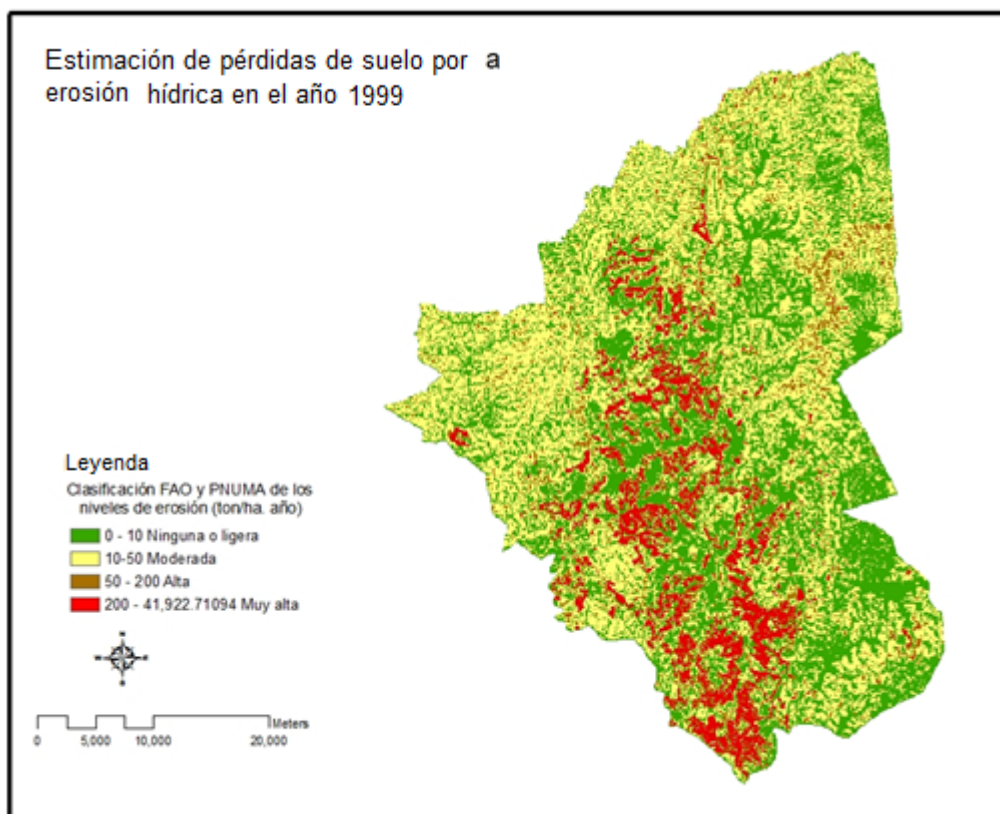 Estimación de pérdidas de suelo por a
erosión hídrica en el año 1999
Leyenda
Clasificación FAO y PNUMA de los
niveles de erosión (ton/ha. año)
0 - 10 Ninguna o ligera
10-50 Moderada
50 - 200 Alta
200 - 41,922.71094 Muy alta
Meters
0 5,000 10,000 20,000